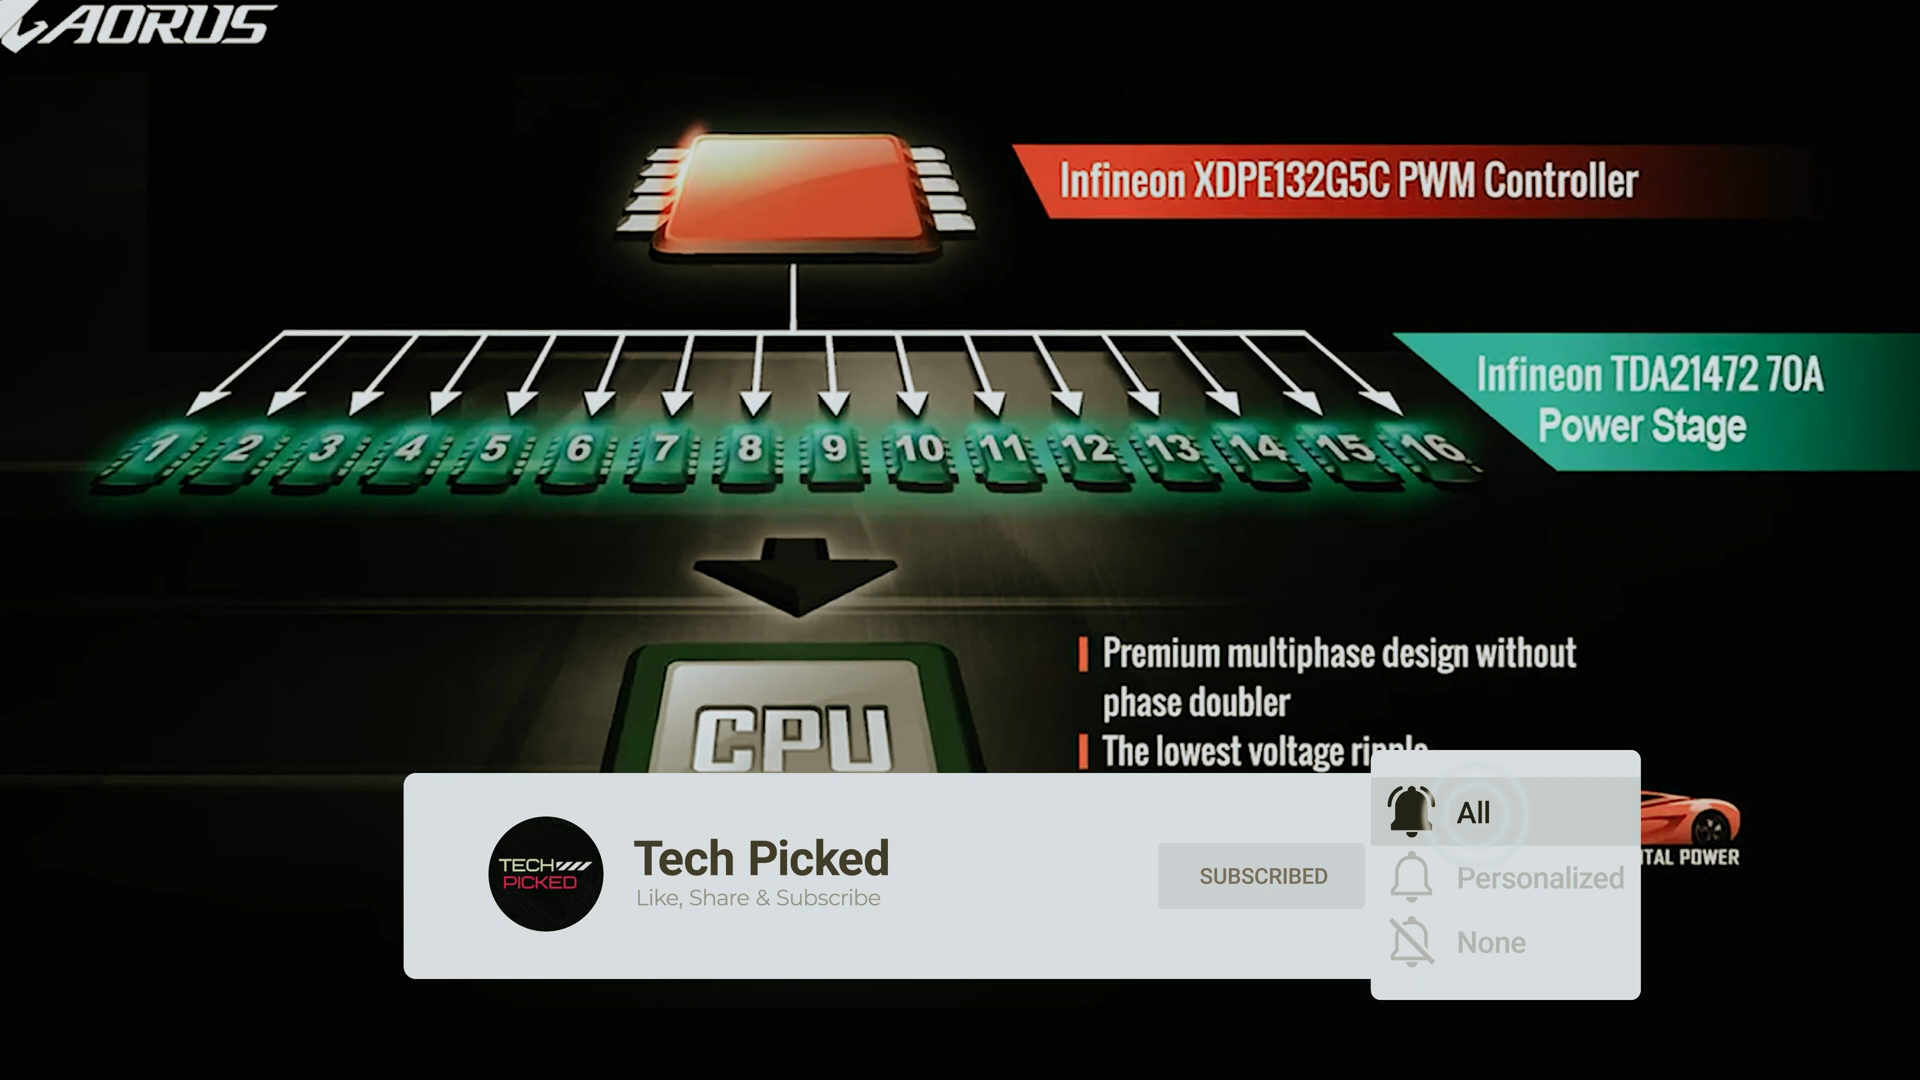 AORUS
Infineon XDPE132G5C PWM Controller
Infineon TDA21472 70A
Power Stage
1 2 3 4 5 6 7 8 9 10 11 12 13 14 15 16
Premium multiphase design without
phase doubler
The lowest voltage ripple
CPU
All
TECH
PICKED
Tech Picked
Like, Share & Subscribe
SUBSCRIBED
Personalized
POWER
None